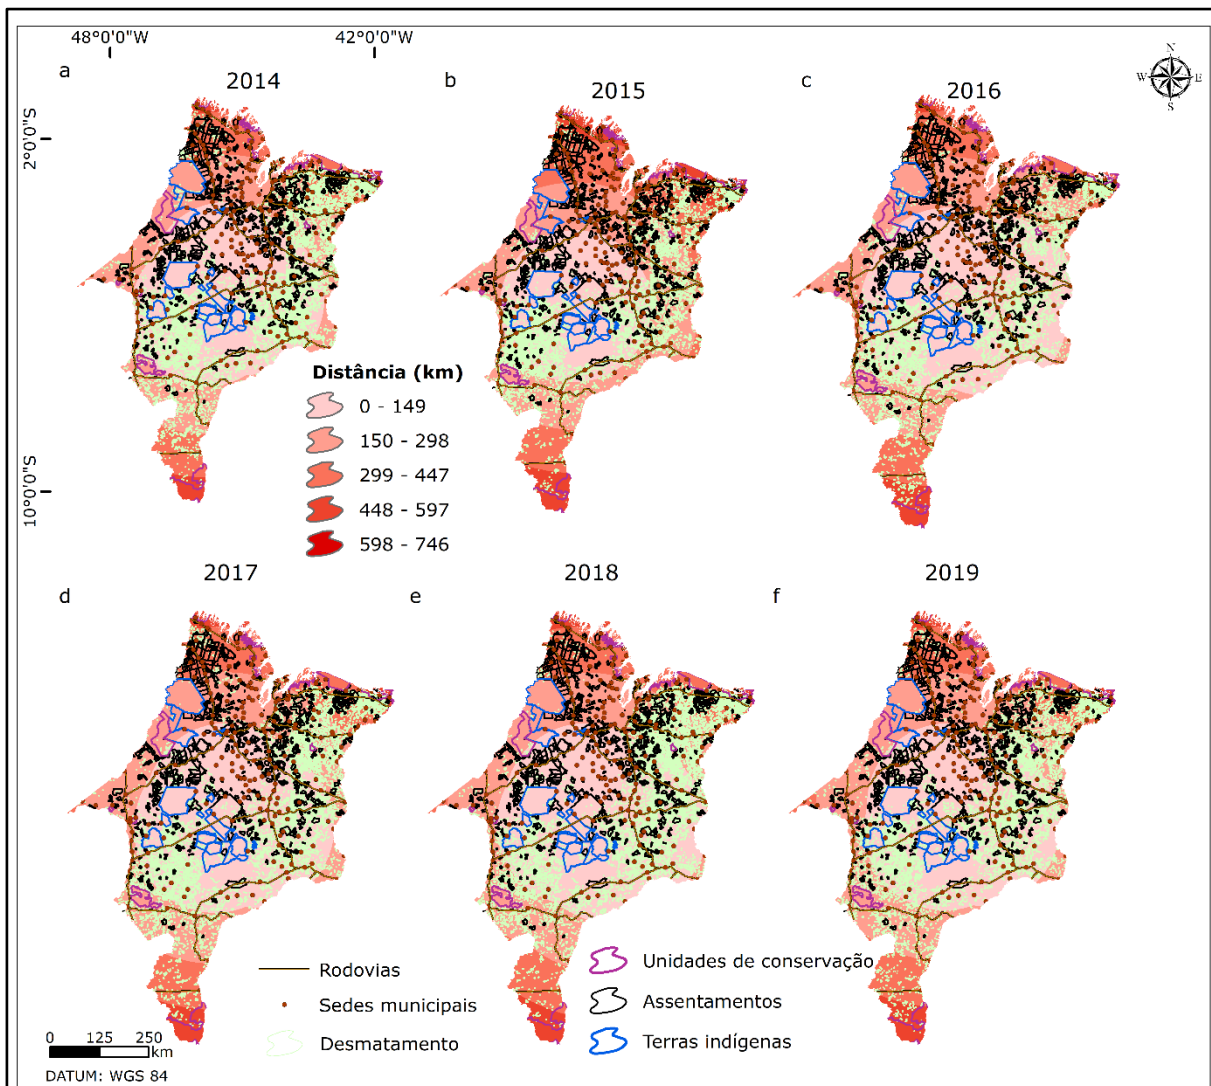 48°0'0"W
42°0'0"W
a
2014
b
2015
c
2016
N
W
E
S
2°0'0"S
Distância (km)
0 - 149
150 - 298
299 - 447
448 - 597
598 - 746
10°0'0"S
d
2017
e
2018
f
2019
Rodovias
Sedes municipais
Desmatamento
Unidades de conservação
Assentamentos
Terras indígenas
0 125 250
km
DATUM: WGS 84